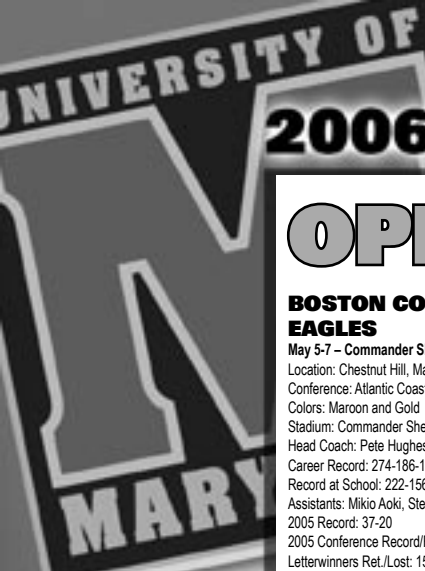 UNIVERSITY OF
MARY
2006
OP
BOSTON CO
EAGLES
May 5-7 – Commander S
Location: Chestnut Hill, Ma
Conference: Atlantic Coast
Colors: Maroon and Gold
Stadium: Commander She
Head Coach: Pete Hughes
Career Record: 274-186-1
Record at School: 222-156
Assistants: Mikio Aoki, Ste
2005 Record: 37-20
2005 Conference Record/
Letterwinners Ret./Lost: 15